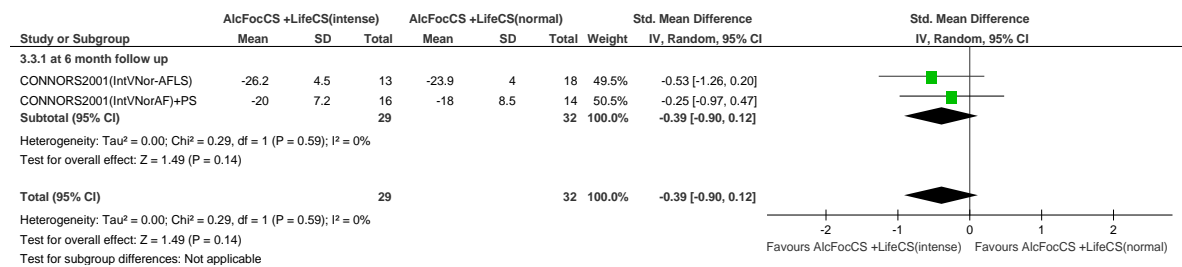 AlcFocCS +LifeCS(intense) AlcFocCS +LifeCS(normal) Std. Mean Difference Std. Mean Difference
Study or Subgroup Mean SD Total Mean SD Total Weight IV, Random, 95% CI IV, Random, 95% CI
3.3.1 at 6 month follow up
CONNORS2001(IntVNor-AFLS) -26.2 4.5 13 -23.9 4 18 49.5% -0.53 [-1.26, 0.20]
CONNORS2001(IntVNorAF)+PS -20 7.2 16 -18 8.5 14 50.5% -0.25 [-0.97, 0.47]
Subtotal (95% CI) 29 32 100.0% -0.39 [-0.90, 0.12]
Heterogeneity: Tau² = 0.00; Chi² = 0.29, df = 1 (P = 0.59); I² = 0%
Test for overall effect: Z = 1.49 (P = 0.14)
Total (95% CI) 29 32 100.0% -0.39 [-0.90, 0.12]
Heterogeneity: Tau² = 0.00; Chi² = 0.29, df = 1 (P = 0.59); I² = 0%
Test for overall effect: Z = 1.49 (P = 0.14)
Test for subgroup differences: Not applicable
-2 -1 0 1 2
Favours AlcFocCS +LifeCS(intense) Favours AlcFocCS +LifeCS(normal)